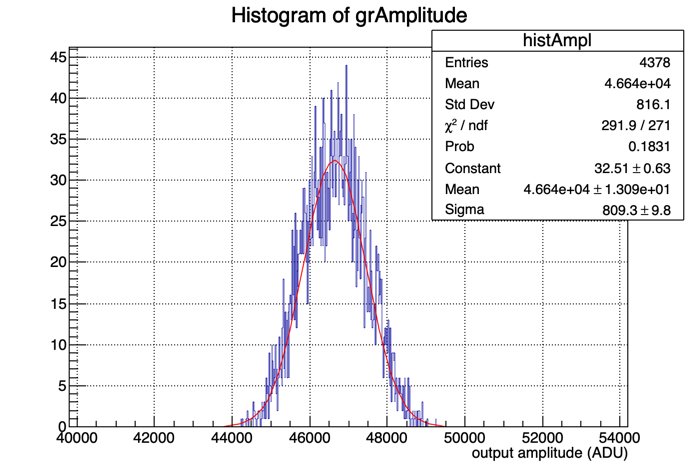 Histogram of grAmplitude
histAmpl
Entries 4378
Mean 4.664e+04
Std Dev 816.1
χ² / ndf 291.9 / 271
Prob 0.1831
Constant 32.51 ± 0.63
Mean 4.664e+04 ± 1.309e+01
Sigma 809.3 ± 9.8
45
40
35
30
25
20
15
10
5
0
40000 42000 44000 46000 48000 50000 52000 54000
output amplitude (ADU)